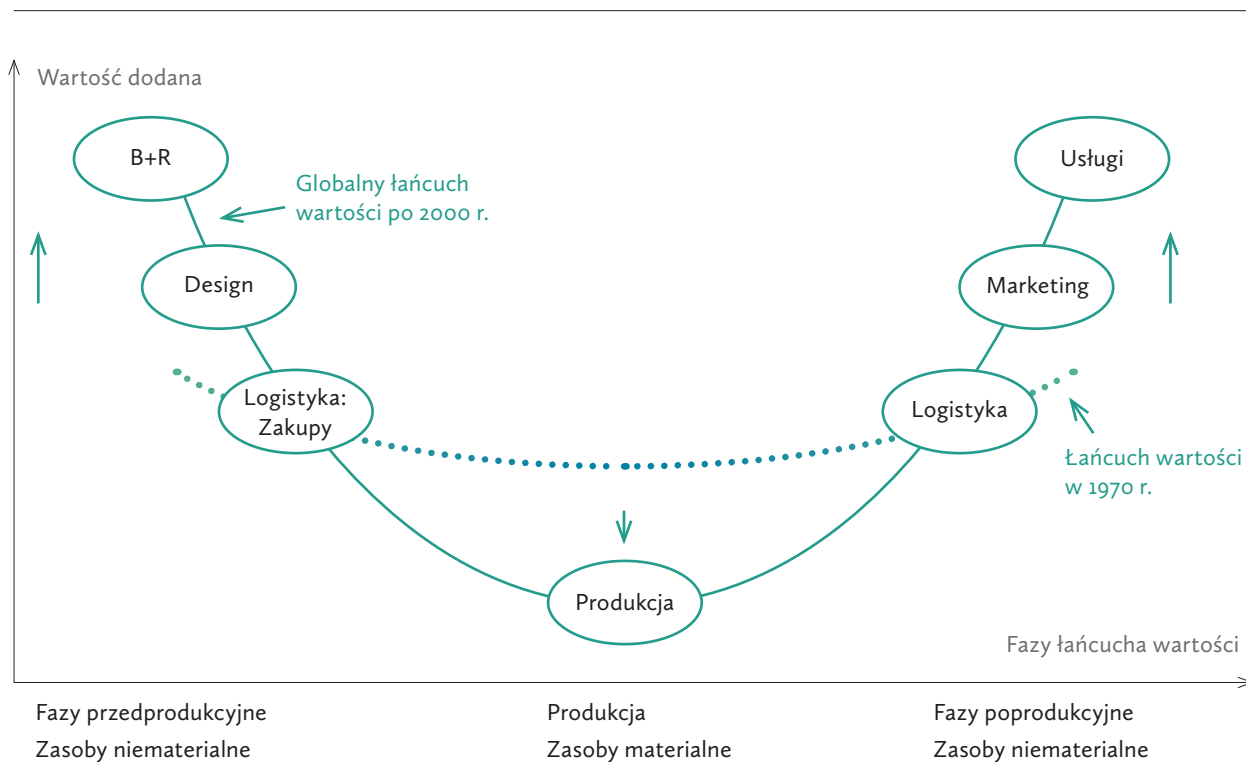 Wartość dodana
B+R
Usługi
Globalny łańcuch
wartości po 2000 r.
Design
Marketing
Logistyka:
Zakupy
Logistyka
Łańcuch wartości
w 1970 r.
Produkcja
Fazy łańcucha wartości
Fazy przedprodukcyjne
Zasoby niematerialne
Produkcja
Zasoby materialne
Fazy poprodukcyjne
Zasoby niematerialne